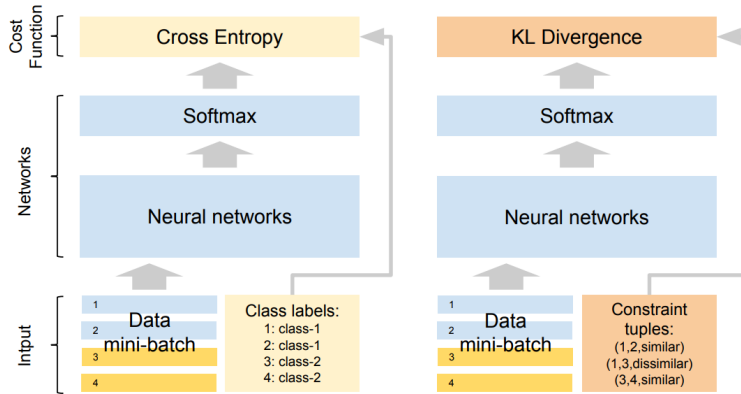 Cost
Function
Cross Entropy
KL Divergence
Networks
Softmax
Softmax
Neural networks
Neural networks
Intput
1
2
3
4
Data
mini-batch
Class labels:
1: class-1
2: class-1
3: class-2
4: class-2
1
2
3
4
Data
mini-batch
Constraint
tuples:
(1,2,similar)
(1,3,dissimilar)
(3,4,similar)